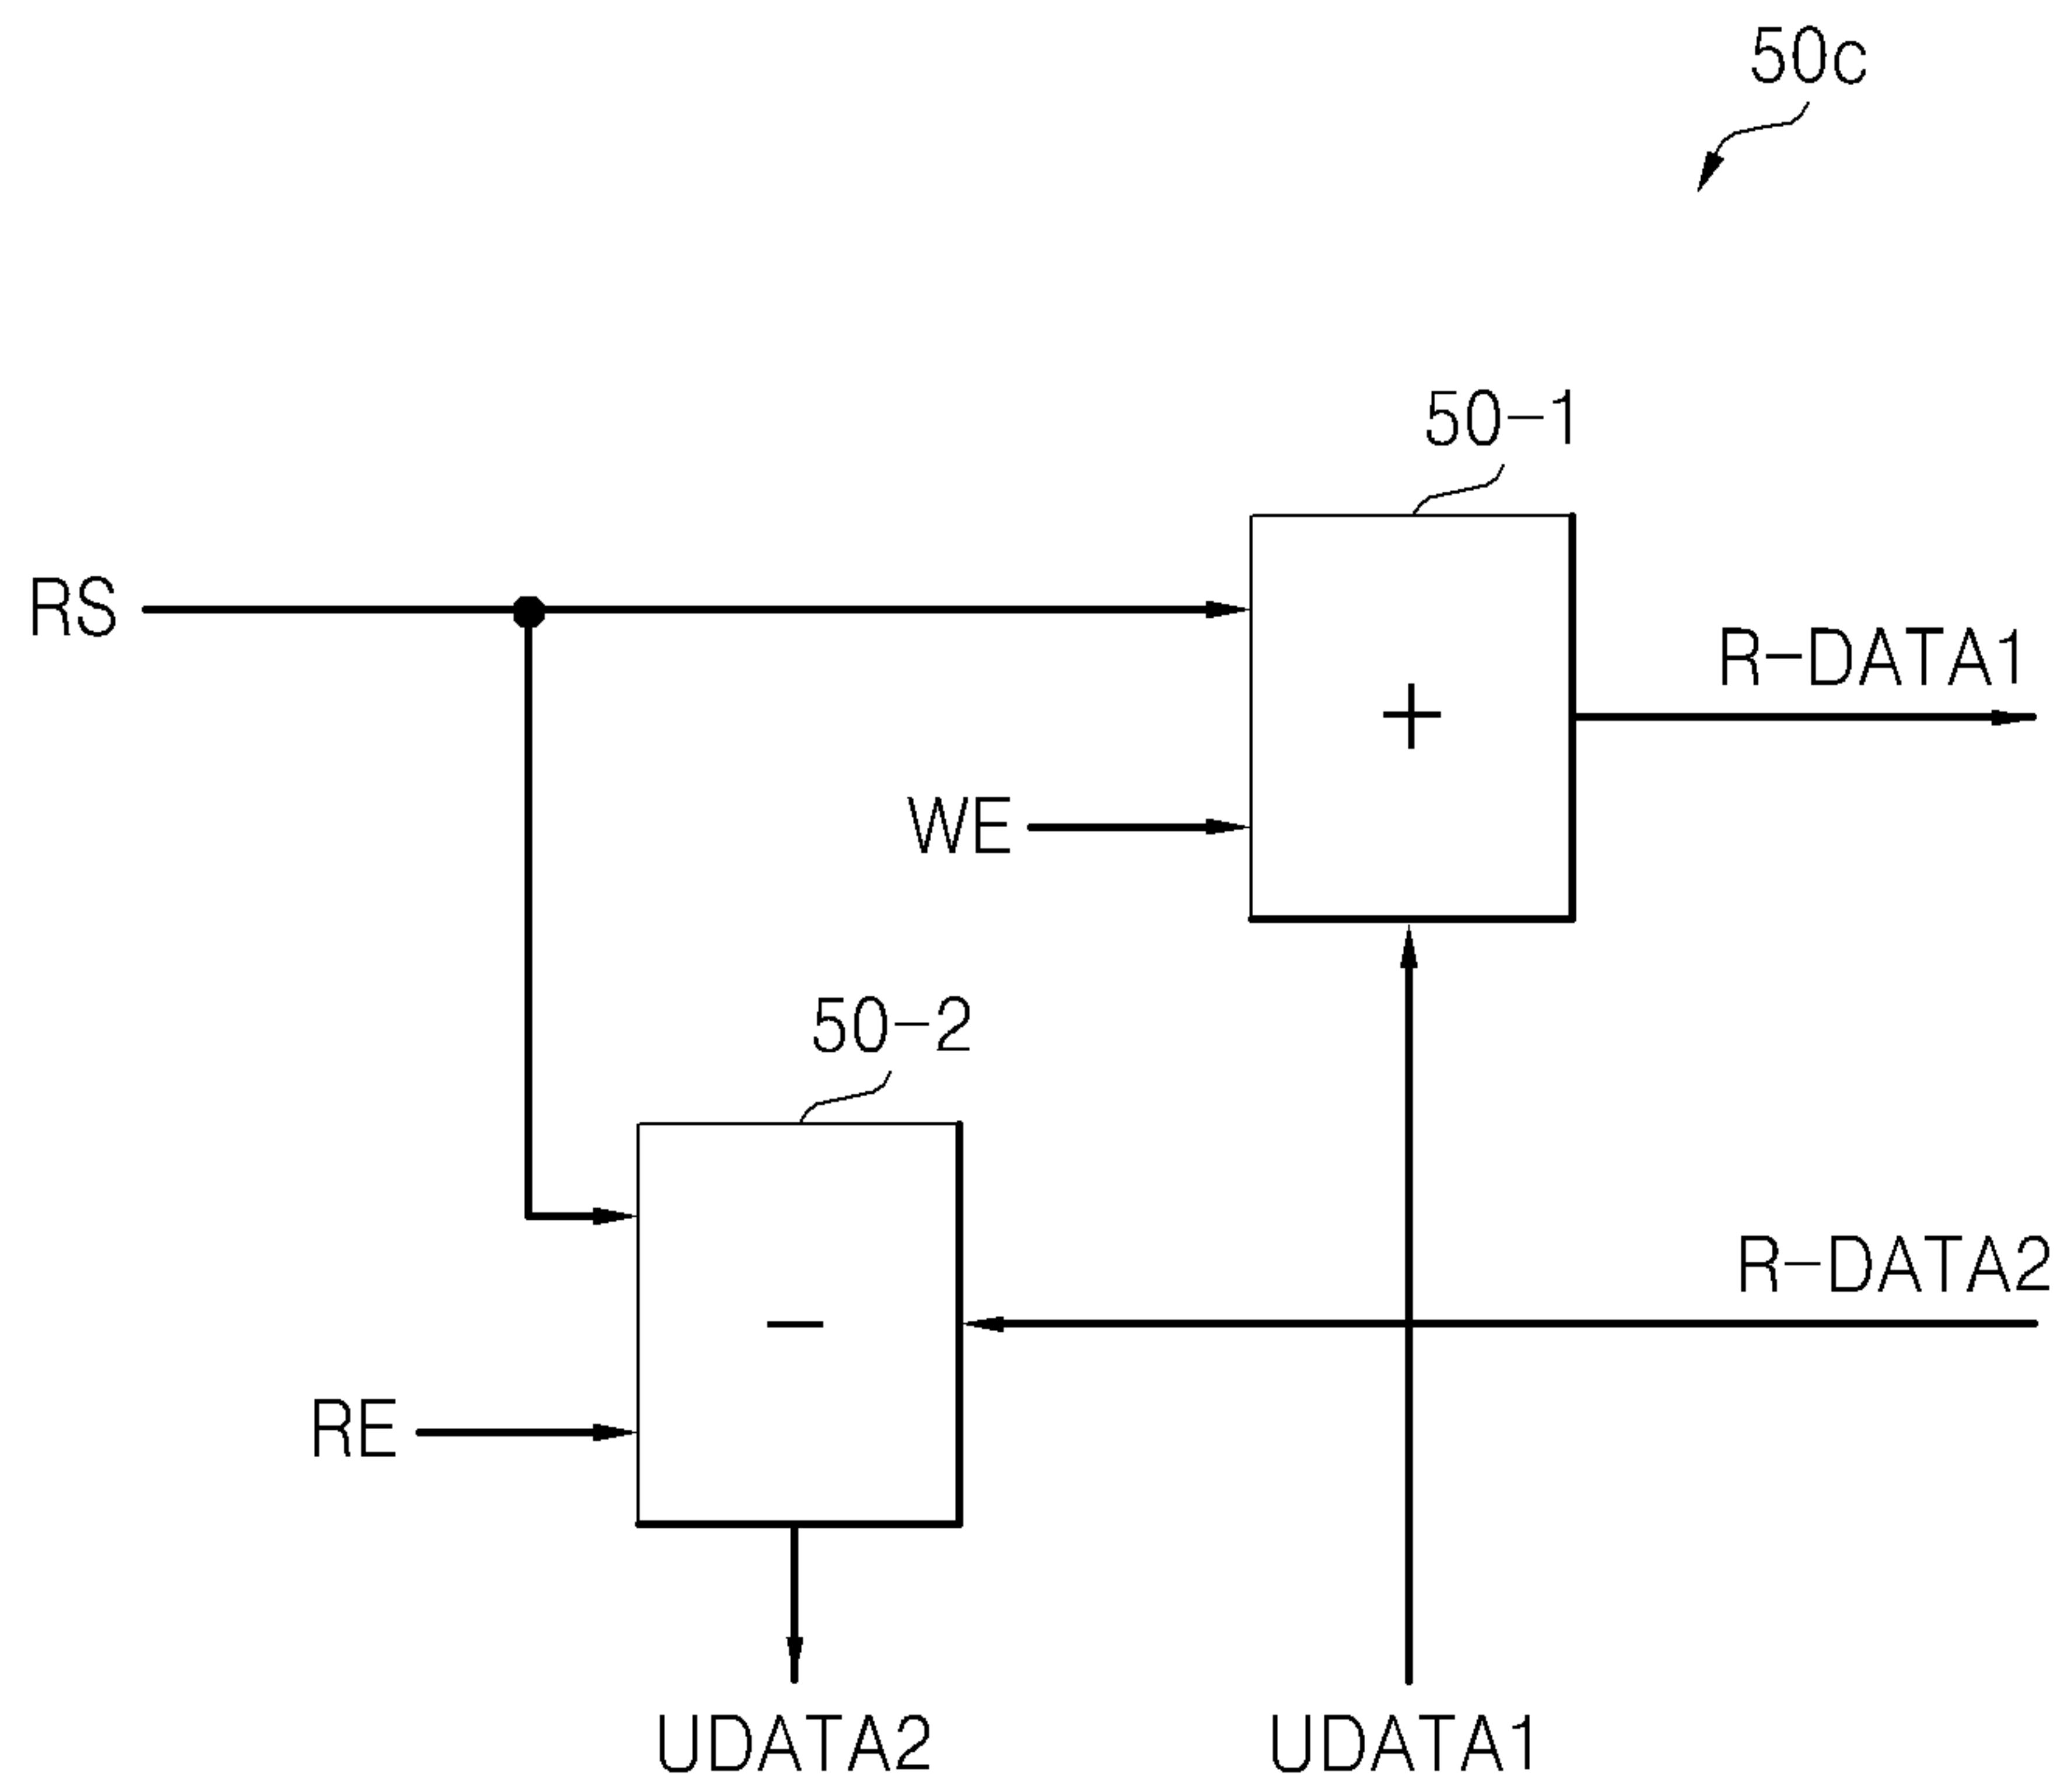 50c
50-1
RS
+
R-DATA1
WE
50-2
R-DATA2
−
RE
UDATA2
UDATA1